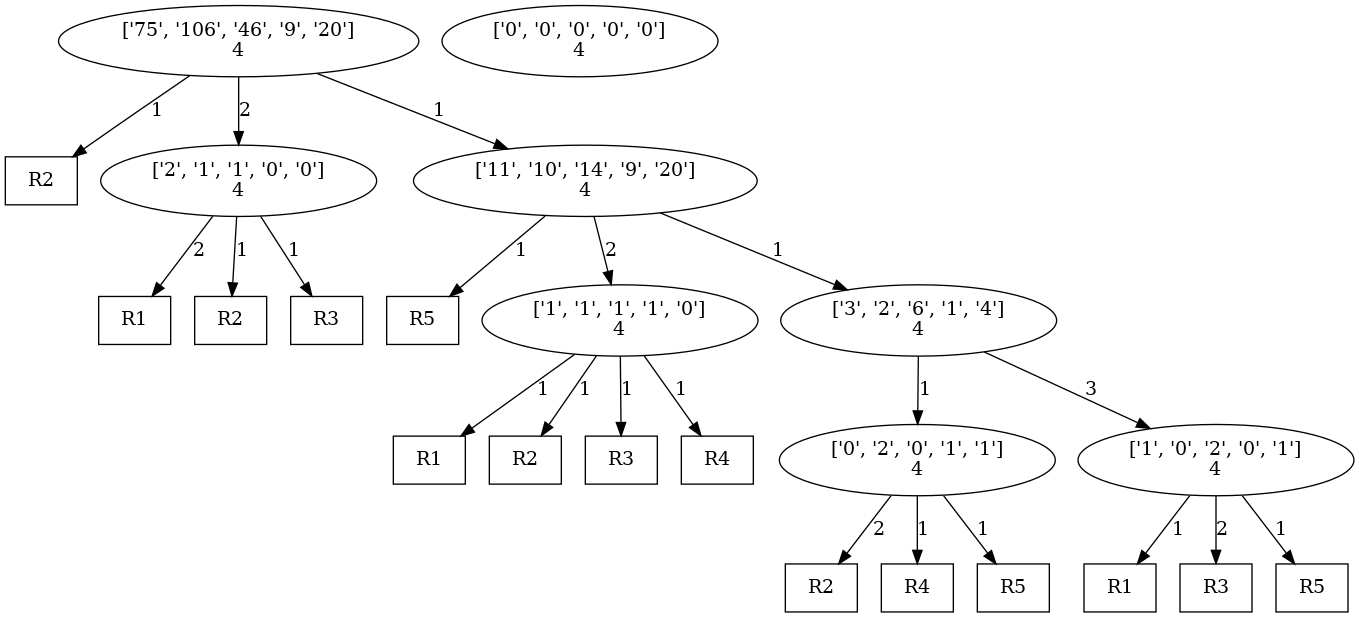 ['75', '106', '46', '9', '20']
4
['0', '0', '0', '0', '0']
4
1
2
1
R2
['2', '1', '1', '0', '0']
4
['11', '10', '14', '9', '20']
4
2
1
1
1
2
1
R1
R2
R3
R5
['1', '1', '1', '1', '0']
4
['3', '2', '6', '1', '4']
4
1
1
1
1
1
3
R1
R2
R3
R4
['0', '2', '0', '1', '1']
4
['1', '0', '2', '0', '1']
4
2
1
1
1
2
1
R2
R4
R5
R1
R3
R5